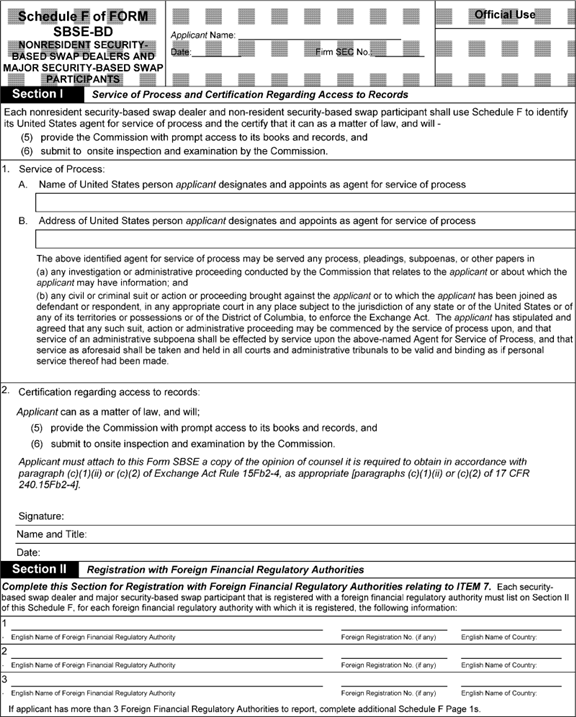 Schedule F of FORM
SBSE-BD
NONRESIDENT SECURITY-
BASED SWAP DEALERS AND
MAJOR SECURITY-BASED SWAP
PARTICIPANTS
Applicant Name:
Date: Firm SEC No.:
Official Use
Section I Service of Process and Certification Regarding Access to Records
Each nonresident security-based swap dealer and non-resident security-based swap participant shall use Schedule F to identify
its United States agent for service of process and the certify that it can as a matter of law, and will -
(5) provide the Commission with prompt access to its books and records, and
(6) submit to onsite inspection and examination by the Commission.
1. Service of Process:
A. Name of United States person applicant designates and appoints as agent for service of process
B. Address of United States person applicant designates and appoints as agent for service of process
The above identified agent for service of process may be served any process, pleadings, subpoenas, or other papers in
(a) any investigation or administrative proceeding conducted by the Commission that relates to the applicant or about which the
applicant may have information; and
(b) any civil or criminal suit or action or proceeding brought against the applicant or to which the applicant has been joined as
defendant or respondent, in any appropriate court in any place subject to the jurisdiction of any state or of the United States or of
any of its territories or possessions or of the District of Columbia, to enforce the Exchange Act. The applicant has stipulated and
agreed that any such suit, action or administrative proceeding may be commenced by the service of process upon, and that
service of an administrative subpoena shall be effected by service upon the above-named Agent for Service of Process, and that
service as aforesaid shall be taken and held in all courts and administrative tribunals to be valid and binding as if personal
service thereof had been made.
2. Certification regarding access to records:
Applicant can as a matter of law, and will;
(5) provide the Commission with prompt access to its books and records, and
(6) submit to onsite inspection and examination by the Commission.
Applicant must attach to this Form SBSE a copy of the opinion of counsel it is required to obtain in accordance with
paragraph (c)(1)(ii) or (c)(2) of Exchange Act Rule 15Fb2-4, as appropriate [paragraphs (c)(1)(ii) or (c)(2) of 17 CFR
240.15Fb2-4].
Signature:
Name and Title:
Date:
Section II Registration with Foreign Financial Regulatory Authorities
Complete this Section for Registration with Foreign Financial Regulatory Authorities relating to ITEM 7. Each security-
based swap dealer and major security-based swap participant that is registered with a foreign financial regulatory authority must list on Section II
of this Schedule F, for each foreign financial regulatory authority with which it is registered, the following information:
1
English Name of Foreign Financial Regulatory Authority Foreign Registration No. (if any) English Name of Country:
2
English Name of Foreign Financial Regulatory Authority Foreign Registration No. (if any) English Name of Country:
3
English Name of Foreign Financial Regulatory Authority Foreign Registration No. (if any) English Name of Country:
If applicant has more than 3 Foreign Financial Regulatory Authorities to report, complete additional Schedule F Page 1s.